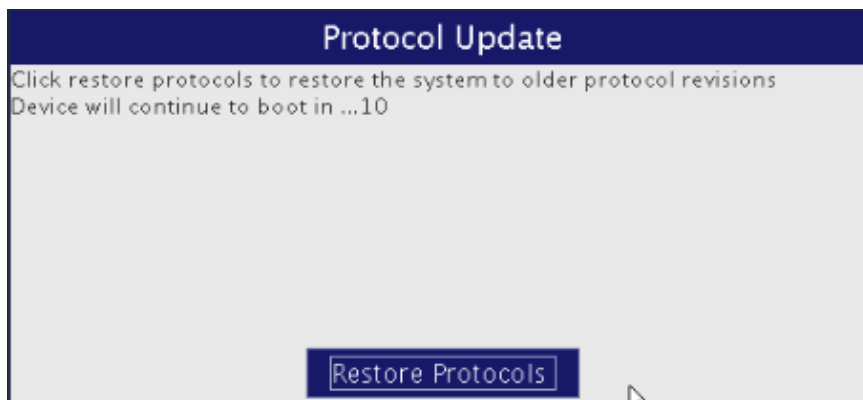 Protocol Update
Click restore protocols to restore the system to older protocol revisions
Device will continue to boot in ...10
Restore Protocols